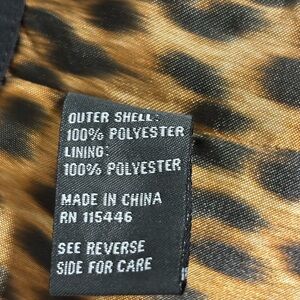 OUTER SHELL:
100% POLYESTER
LINING:
100% POLYESTER
MADE IN CHINA
RN 115446
SEE REVERSE
SIDE FOR CARE